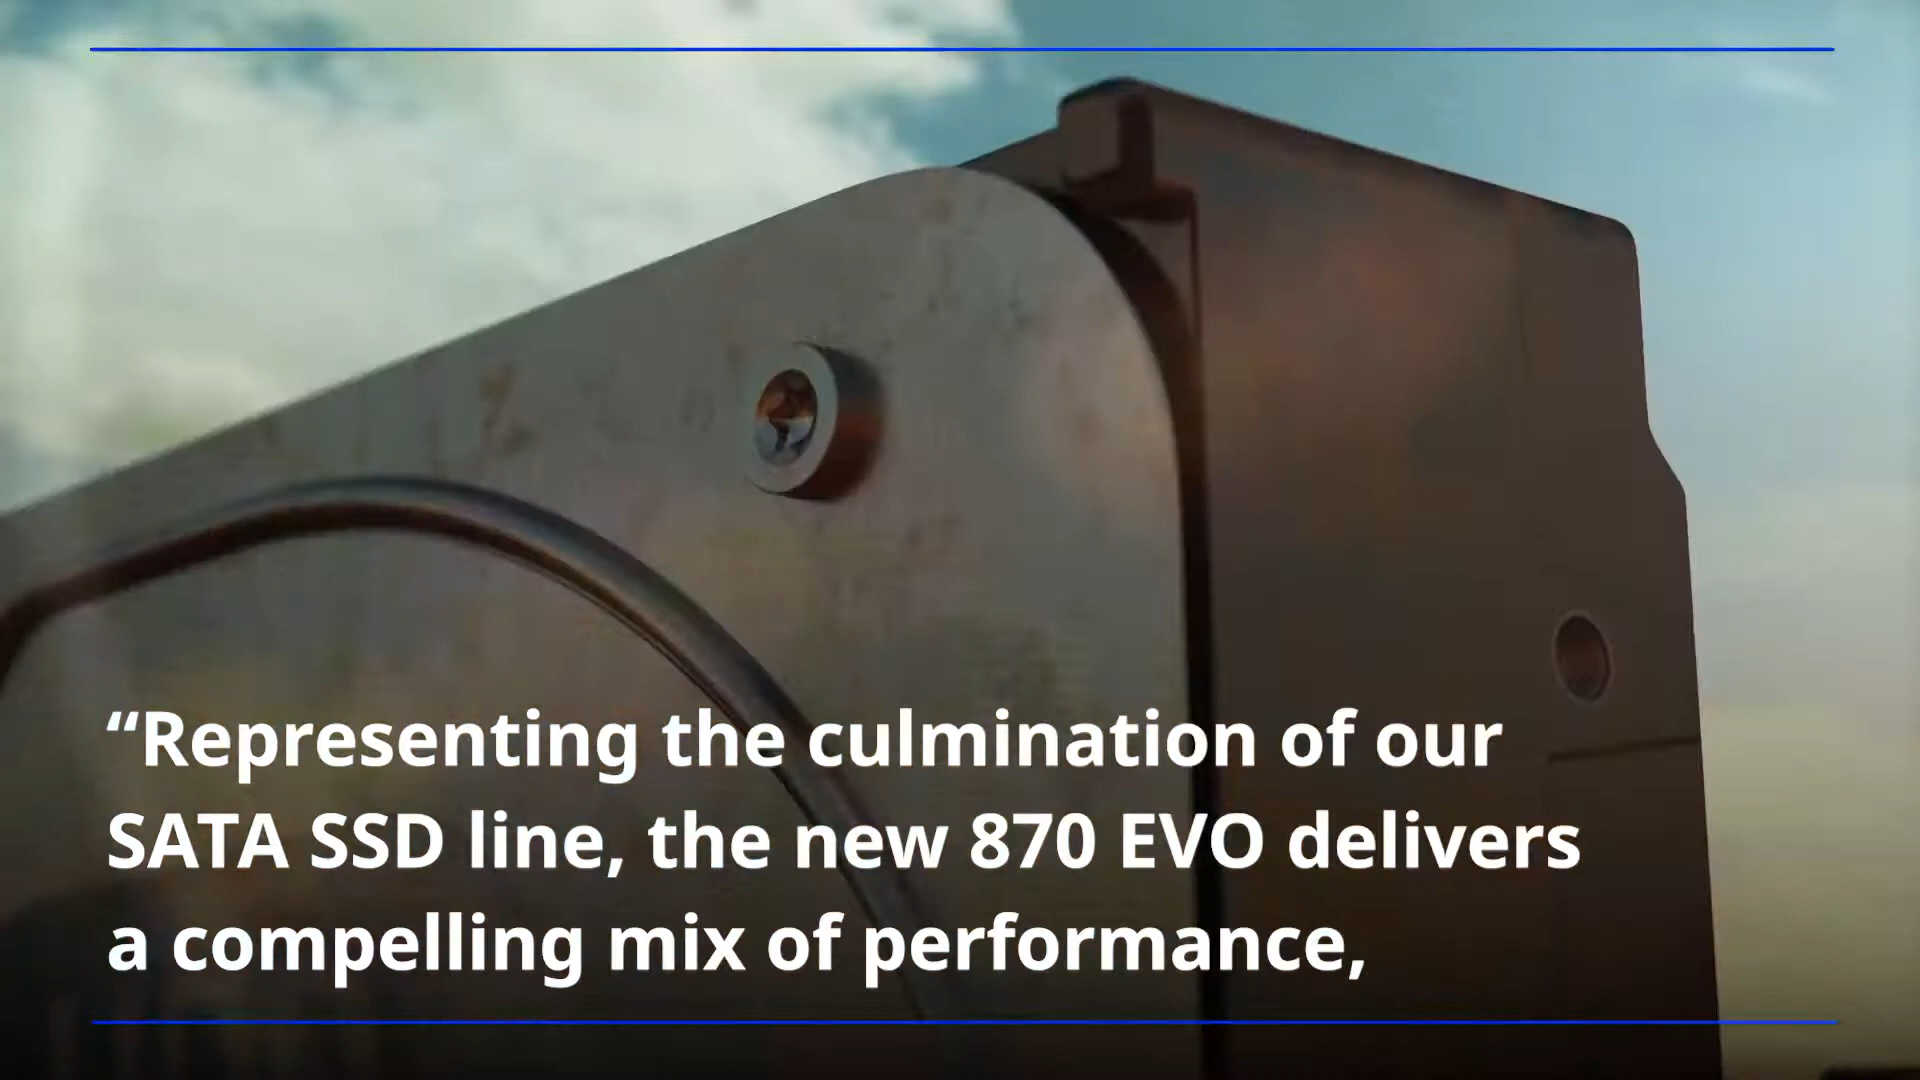 “Representing the culmination of our
SATA SSD line, the new 870 EVO delivers
a compelling mix of performance,